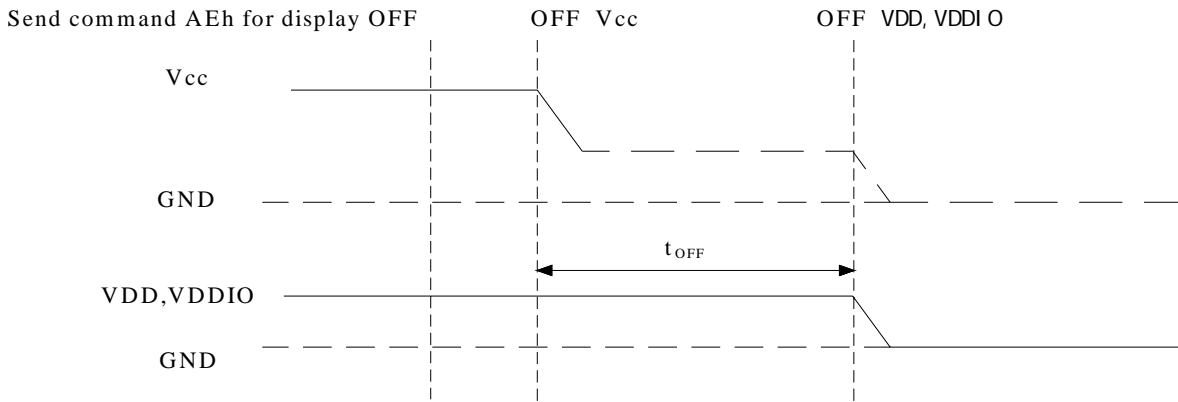 Send command AEh for display OFF OFF Vcc OFF VDD, VDDIO
Vcc
GND
tOFF
VDD,VDDIO
GND